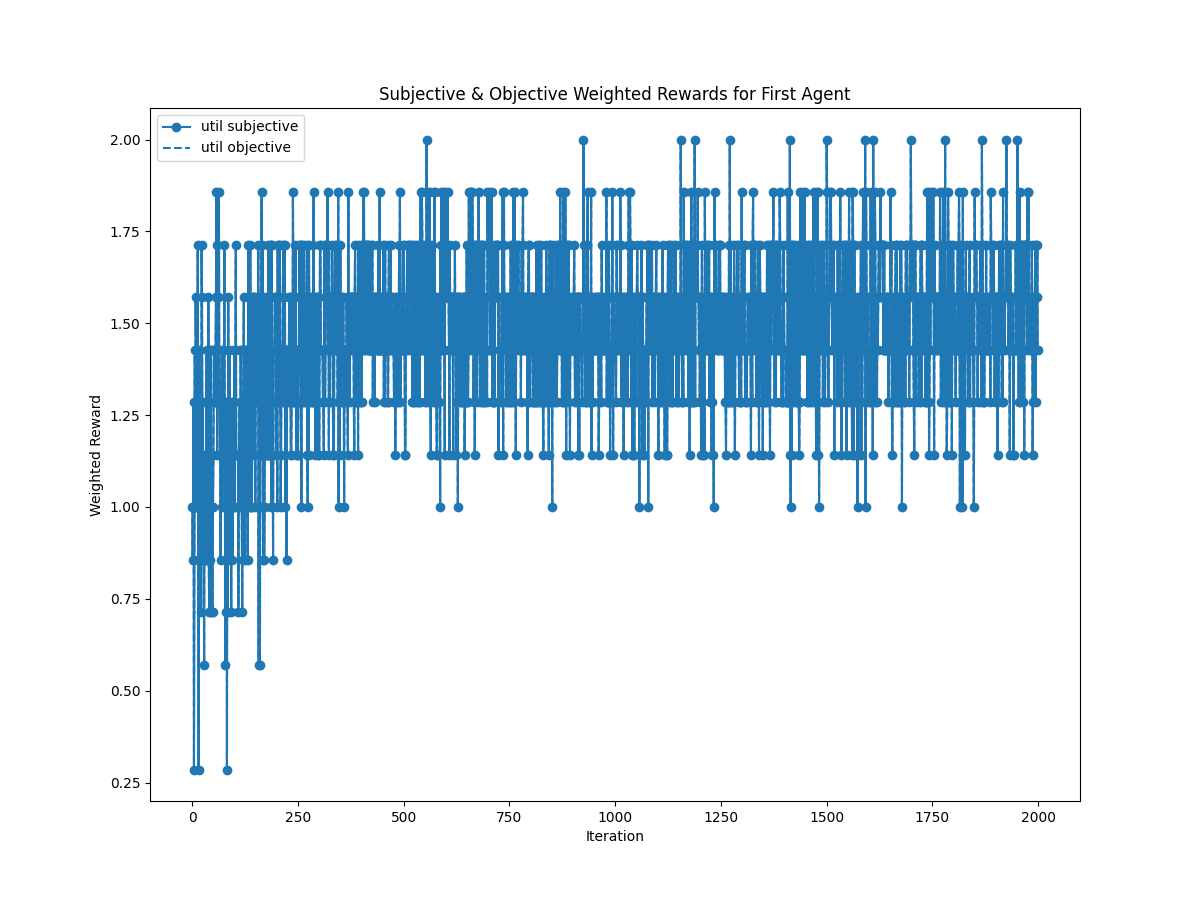 Subjective & Objective Weighted Rewards for First Agent
util subjective
util objective
Weighted Reward
2.00
1.75
1.50
1.25
1.00
0.75
0.50
0.25
0 250 500 750 1000 1250 1500 1750 2000
Iteration